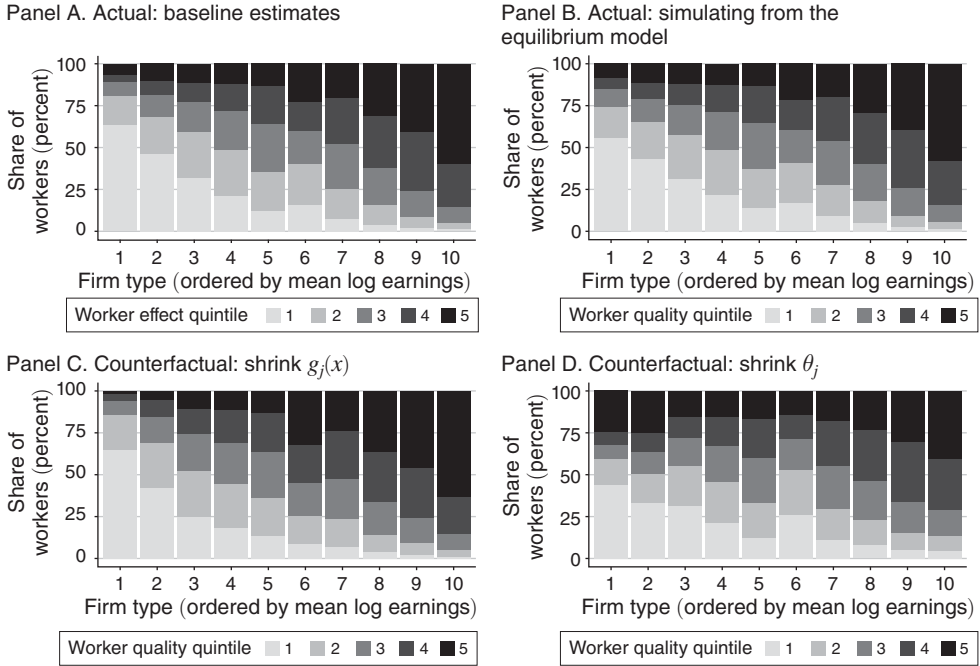 Panel A. Actual: baseline estimates
Share of
workers (percent)
100
75
50
25
0
1 2 3 4 5 6 7 8 9 10
Firm type (ordered by mean log earnings)
Worker effect quintile 1 2 3 4 5
Panel B. Actual: simulating from the
equilibrium model
Share of
workers (percent)
100
75
50
25
0
1 2 3 4 5 6 7 8 9 10
Firm type (ordered by mean log earnings)
Worker quality quintile 1 2 3 4 5
Panel C. Counterfactual: shrink gj(x)
Share of
workers (percent)
100
75
50
25
0
1 2 3 4 5 6 7 8 9 10
Firm type (ordered by mean log earnings)
Worker quality quintile 1 2 3 4 5
Panel D. Counterfactual: shrink θj
Share of
workers (percent)
100
75
50
25
0
1 2 3 4 5 6 7 8 9 10
Firm type (ordered by mean log earnings)
Worker quality quintile 1 2 3 4 5